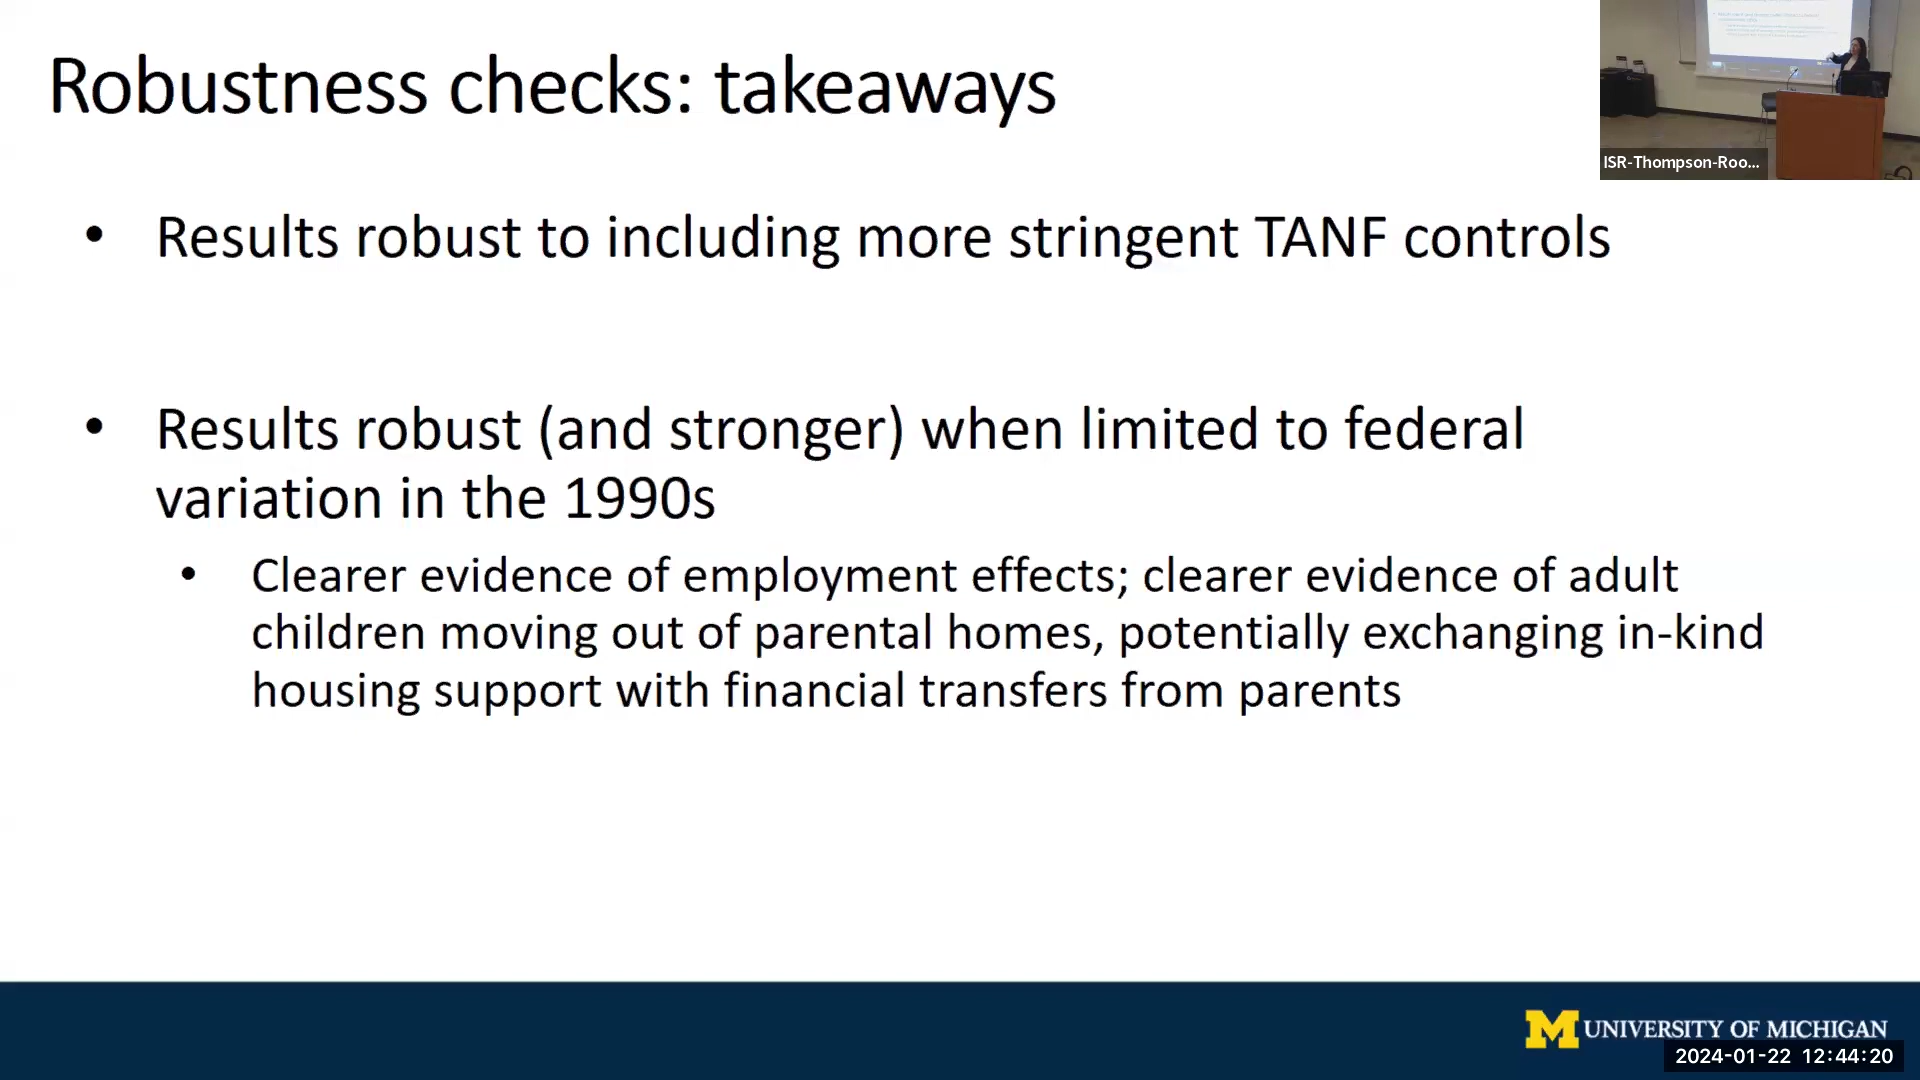 Robustness checks: takeaways
ISR-Thompson-Roo...
• Results robust to including more stringent TANF controls
• Results robust (and stronger) when limited to federal
variation in the 1990s
• Clearer evidence of employment effects; clearer evidence of adult
children moving out of parental homes, potentially exchanging in-kind
housing support with financial transfers from parents
M UNIVERSITY OF MICHIGAN
2024-01-22 12:44:20